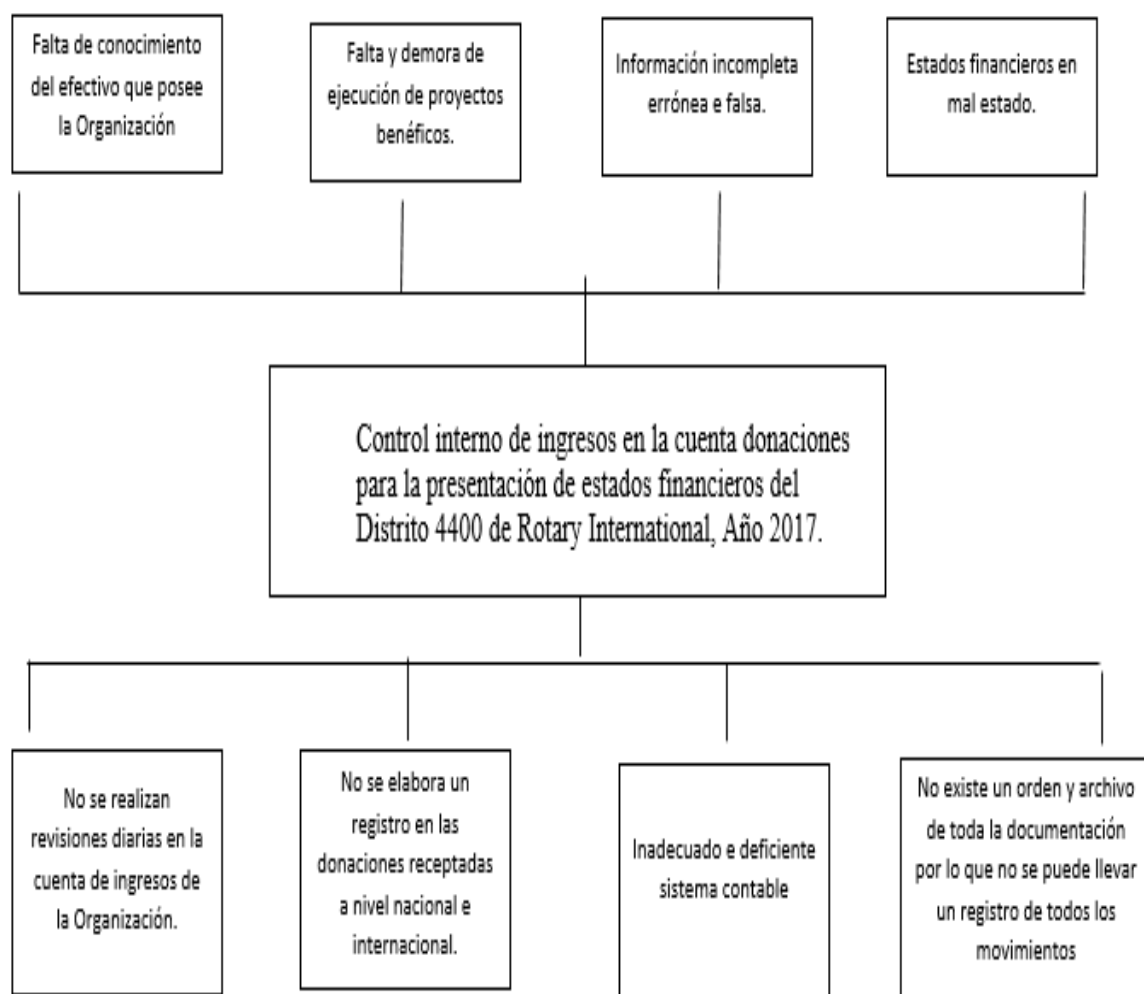 Falta de conocimiento
del efectivo que posee
la Organización
Falta y demora de
ejecución de proyectos
benéficos.
Información incompleta
errónea e falsa.
Estados financieros en
mal estado.
Control interno de ingresos en la cuenta donaciones
para la presentación de estados financieros del
Distrito 4400 de Rotary International, Año 2017.
No se realizan
revisiones diarias en la
cuenta de ingresos de
la Organización.
No se elabora un
registro en las
donaciones receptadas
a nivel nacional e
internacional.
Inadecuado e deficiente
sistema contable
No existe un orden y archivo
de toda la documentación
por lo que no se puede llevar
un registro de todos los
movimientos